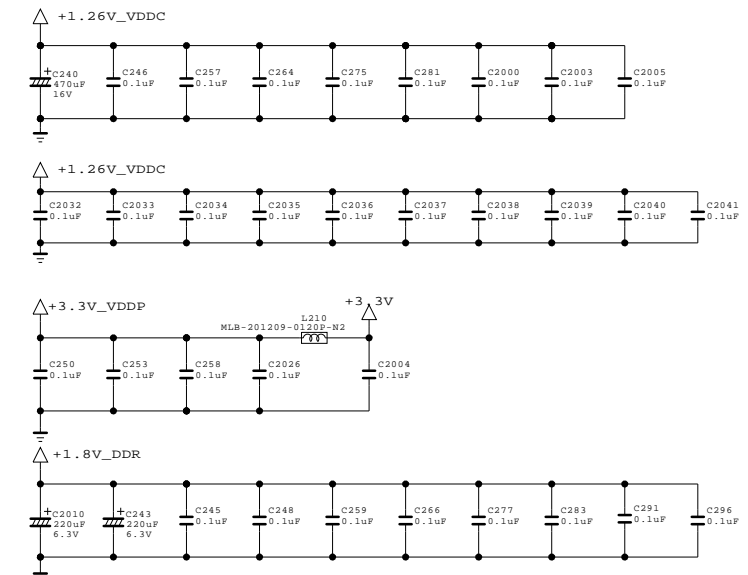 +1.26V_VDDC
C240 C246 C257 C264 C275 C281 C2000 C2003 C2005
470uF 0.1uF 0.1uF 0.1uF 0.1uF 0.1uF 0.1uF 0.1uF 0.1uF
16V
+1.26V_VDDC
C2032 C2033 C2034 C2035 C2036 C2037 C2038 C2039 C2040 C2041
0.1uF 0.1uF 0.1uF 0.1uF 0.1uF 0.1uF 0.1uF 0.1uF 0.1uF 0.1uF
+3.3V_VDDP +3.3V
L210
MLB-201209-0120P-N2
C250 C253 C258 C2026 C2004
0.1uF 0.1uF 0.1uF 0.1uF 0.1uF
+1.8V_DDR
C2010 C243 C245 C248 C259 C266 C277 C283 C291 C296
220uF 220uF 0.1uF 0.1uF 0.1uF 0.1uF 0.1uF 0.1uF 0.1uF 0.1uF
6.3V 6.3V